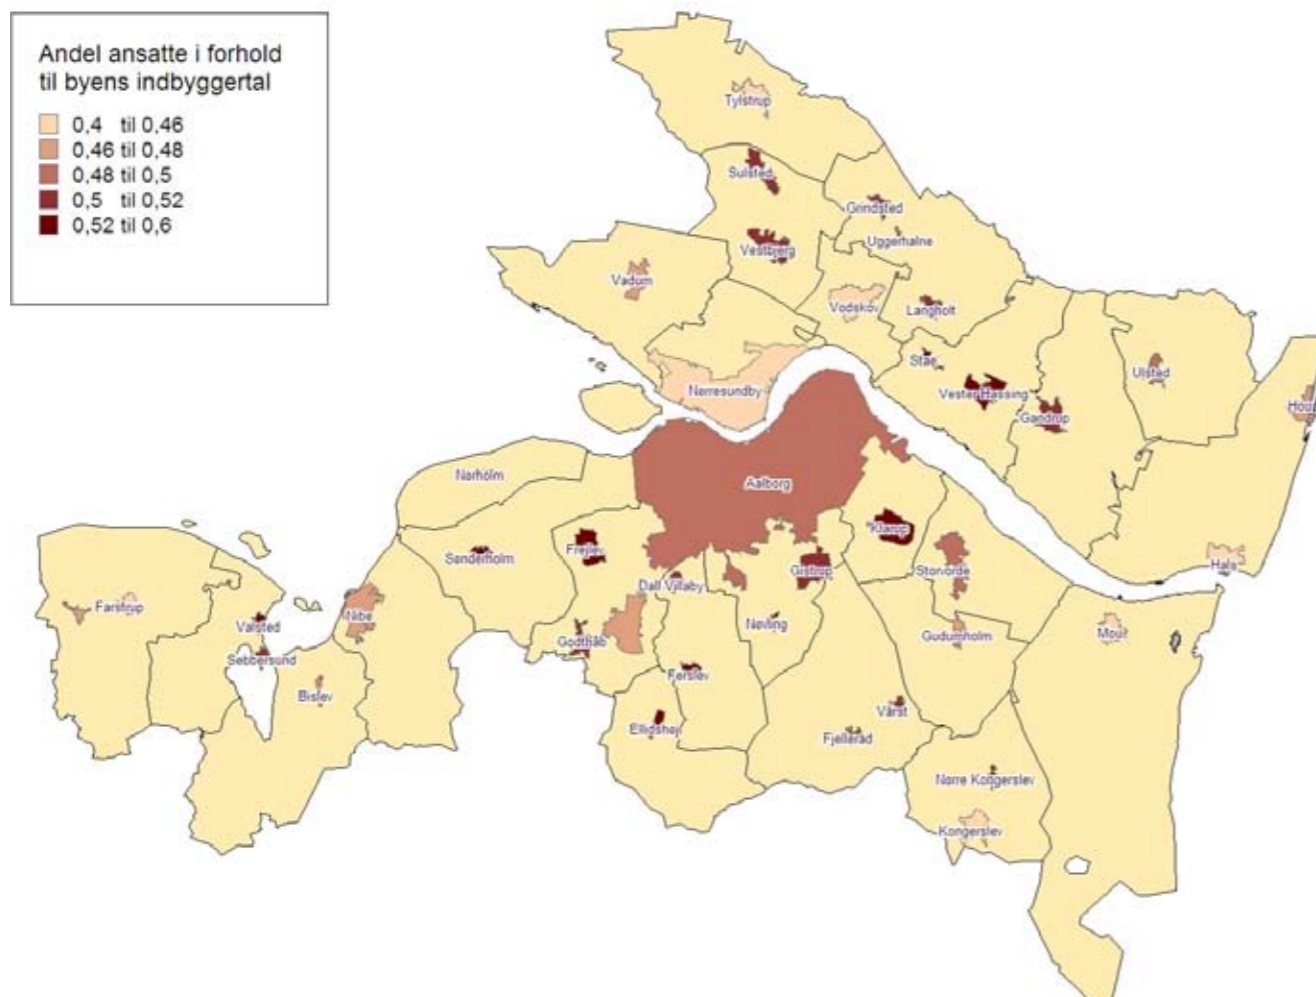 Andel ansatte i forhold
til byens indbyggertal
0,4 til 0,46
0,46 til 0,48
0,48 til 0,5
0,5 til 0,52
0,52 til 0,6
Tylstrup
Sulsted
Grindsted
Uggerhalne
Vestbjerg
Vadum
Vodskov
Langholt
Stae
Ulsted
Nørresundby
Vester Hassing
Gandrup
Hou
Nørholm
Aalborg
Klarup
Sønderholm
Frejlev
Gistrup
Storvorde
Hals
Dall Villaby
Farstrup
Valsted
Nibe
Nøvling
Gudumholm
Mou
Godthåb
Sebbersund
Bislev
Ferslev
Ellidshøj
Vårst
Fjellerad
Nørre Kongerslev
Kongerslev